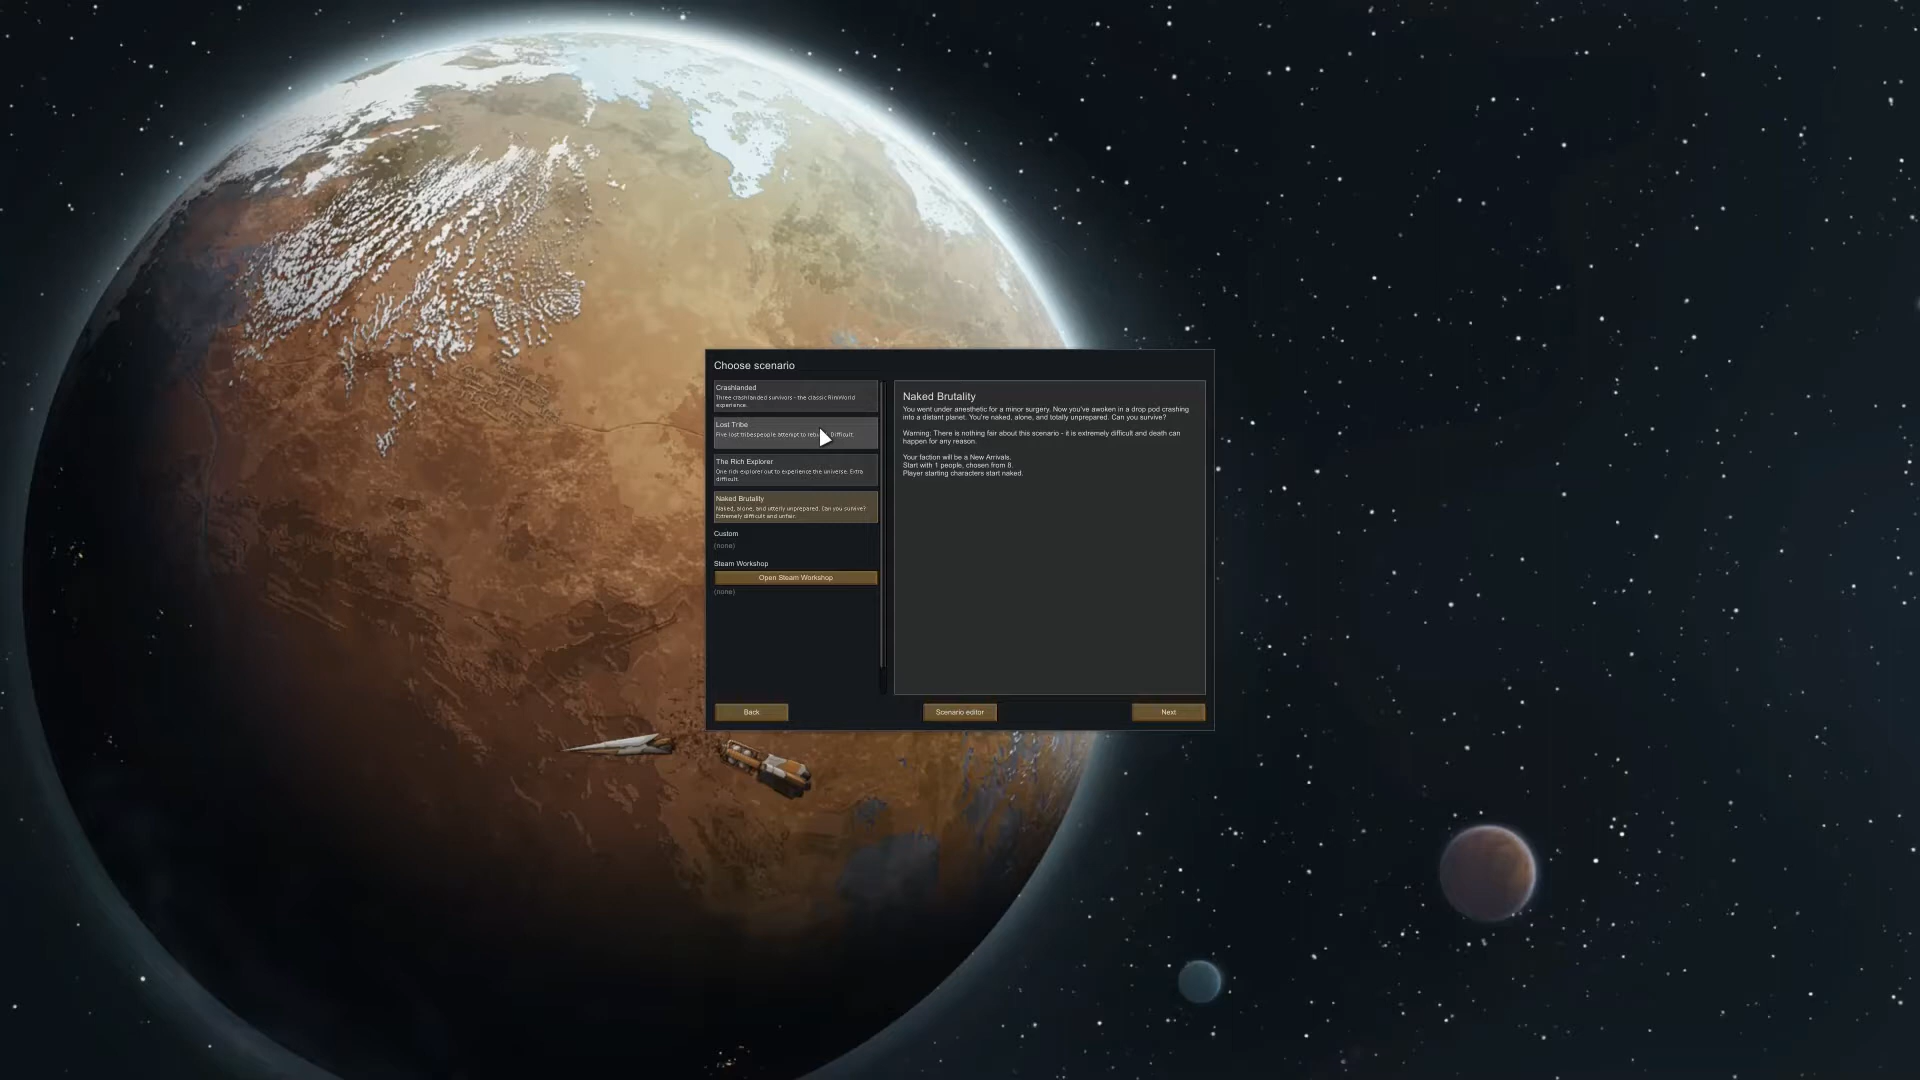 Choose scenario
Crashlanded
Three crashlanded survivors - the classic RimWorld
experience.
Lost Tribe
Five lost tribespeople attempt to Difficult.
The Rich Explorer
One rich explorer out to experience the universe. Extra
difficult.
Naked Brutality
Naked, alone, and utterly unprepared. Can you survive?
Extremely difficult and unfair.
Custom
(none)
Steam Workshop
Open Steam Workshop
(none)
Naked Brutality
You went under anesthetic for a minor surgery. Now you've awoken in a drop pod crashing
into a distant planet. You're naked, alone, and totally unprepared. Can you survive?
Warning: There is nothing fair about this scenario - it is extremely difficult and death can
happen for any reason.
Your faction will be a New Arrivals.
Start with 1 people, chosen from 8.
Player starting characters start naked.
Back
Scenario editor
Next